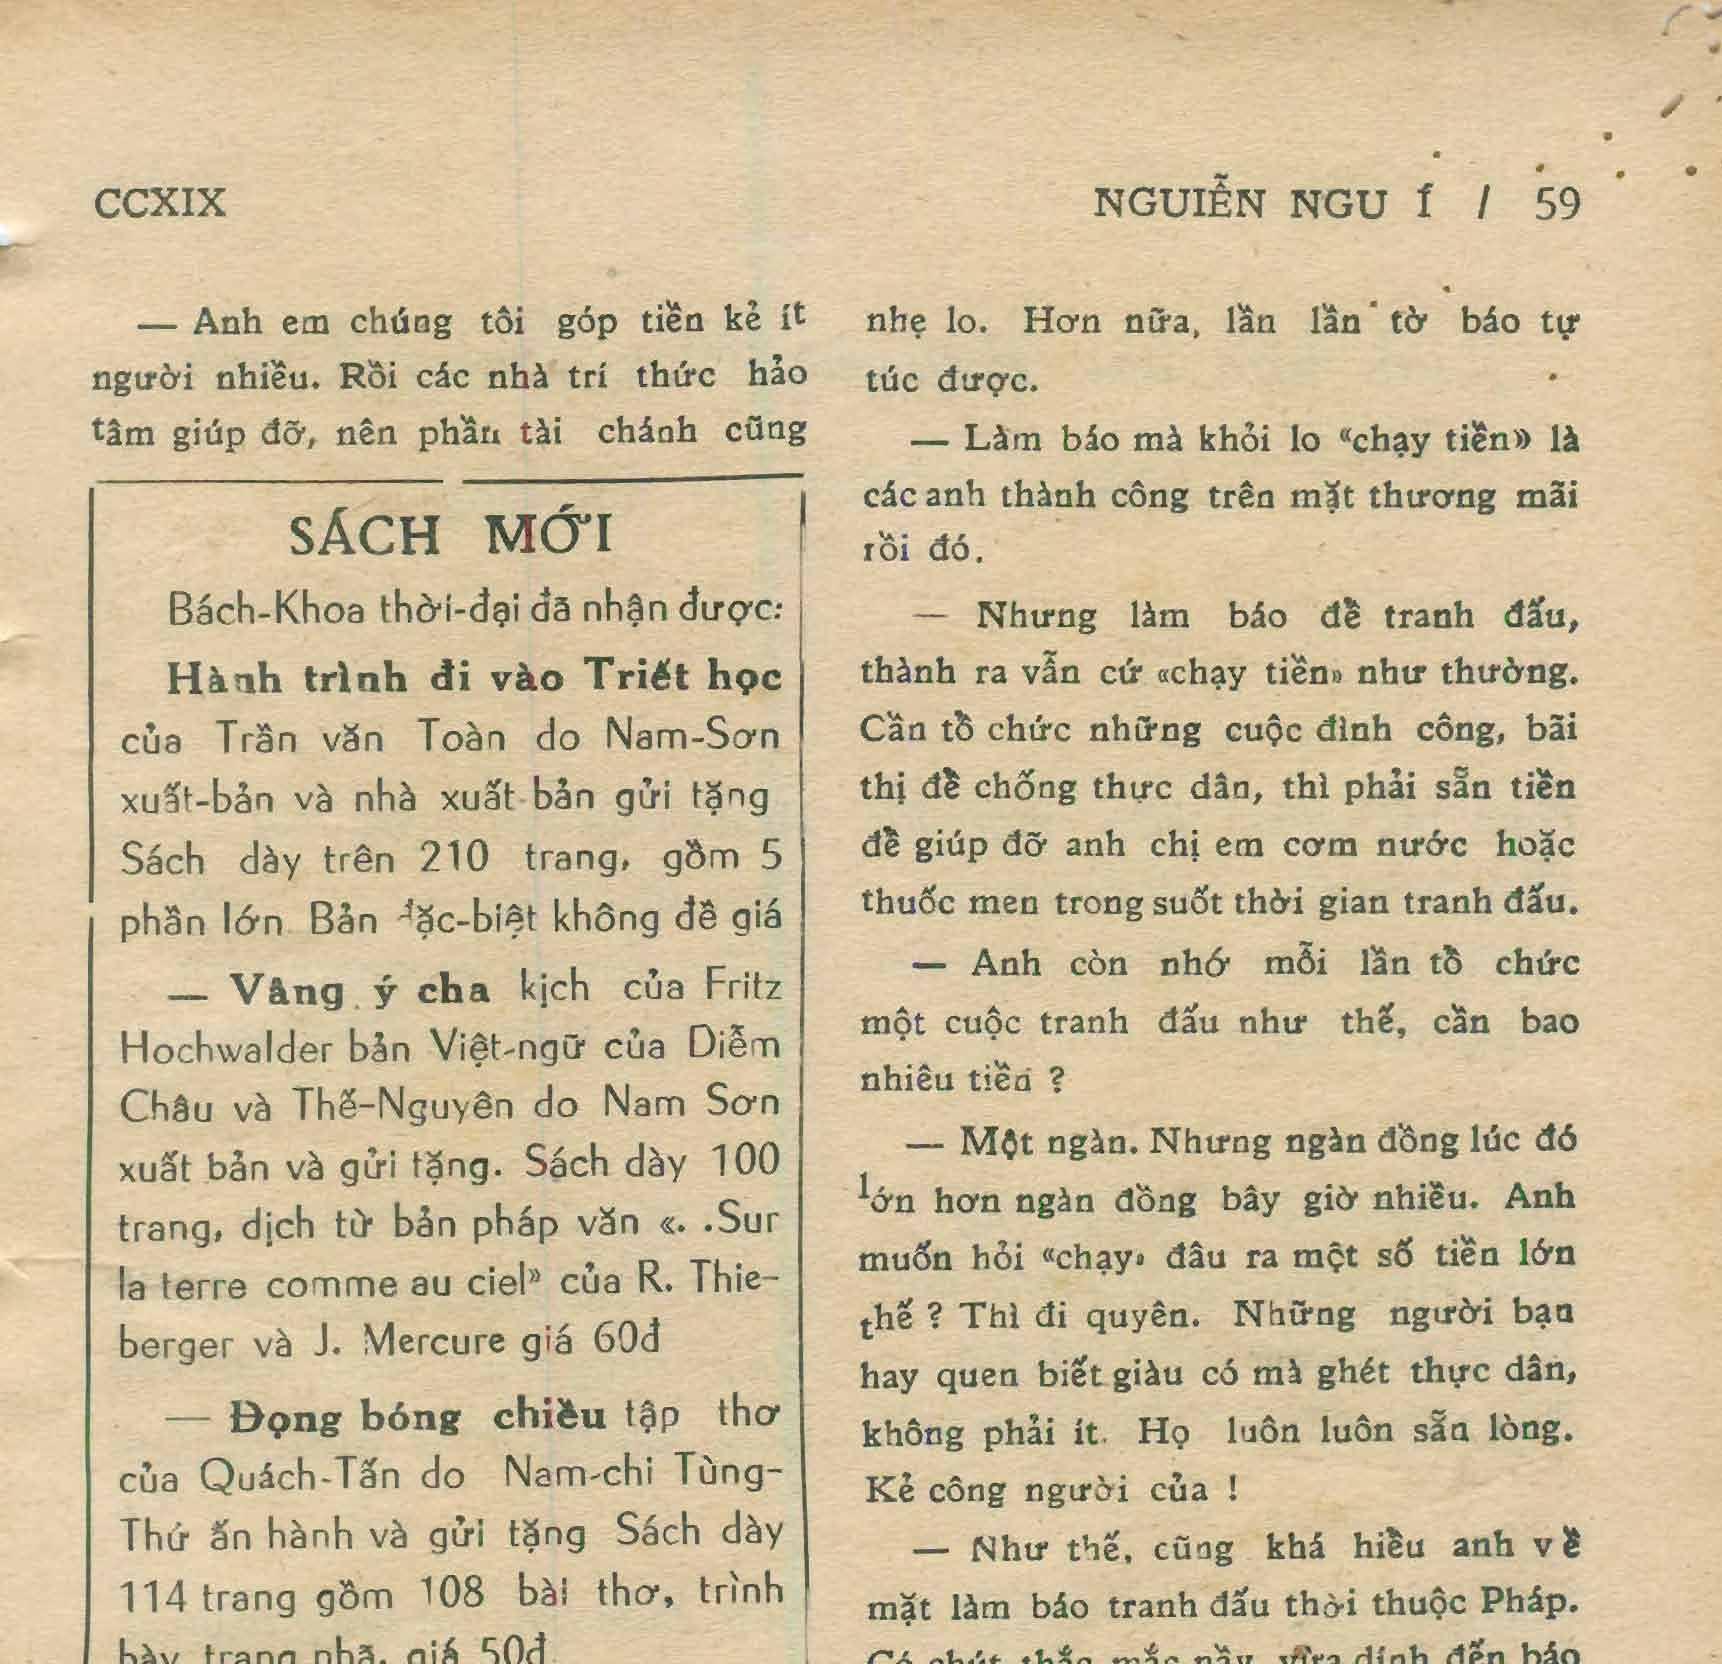 CCXIX
NGUIỄN NGU Í / 59
— Anh em chúng tôi góp tiền kẻ ít
người nhiều. Rồi các nhà trí thức hảo
tâm giúp đỡ, nên phần tài chánh cũng
SÁCH MỚI
Bách-Khoa thời-đại đã nhận được:
Hành trình đi vào Triết học
của Trần văn Toàn do Nam-Sơn
xuất-bản và nhà xuất-bản gửi tặng
Sách dày trên 210 trang, gồm 5
phần lớn. Bản đặc-biệt không đề giá
— Vâng ý cha kịch của Fritz
Hochwalder bản Việt-ngữ của Diễm
Châu và Thế-Nguyên do Nam Sơn
xuất bản và gửi tặng. Sách dày 100
trang, dịch từ bản pháp văn «. .Sur
la terre comme au ciel» của R. Thie-
berger và J. Mercure giá 60đ
— Đọng bóng chiều tập thơ
của Quách-Tấn do Nam-chi Tùng-
Thứ ấn hành và gửi tặng Sách dày
114 trang gồm 108 bài thơ, trình
bày trang nhã, giá 50đ
nhẹ lo. Hơn nữa, lần lần tờ báo tự
túc được.
— Làm báo mà khỏi lo «chạy tiền» là
các anh thành công trên mặt thương mãi
rồi đó.
— Nhưng làm báo để tranh đấu,
thành ra vẫn cứ «chạy tiền» như thường.
Cần tổ chức những cuộc đình công, bãi
thị để chống thực dân, thì phải sẵn tiền
để giúp đỡ anh chị em cơm nước hoặc
thuốc men trong suốt thời gian tranh đấu.
— Anh còn nhớ mỗi lần tổ chức
một cuộc tranh đấu như thế, cần bao
nhiêu tiền ?
— Một ngàn. Nhưng ngàn đồng lúc đó
lớn hơn ngàn đồng bây giờ nhiều. Anh
muốn hỏi «chạy» đâu ra một số tiền lớn
thế ? Thì đi quyên. Những người bạn
hay quen biết giàu có mà ghét thực dân,
không phải ít. Họ luôn luôn sẵn lòng.
Kẻ công người của !
— Như thế, cũng khá hiểu anh về
mặt làm báo tranh đấu thời thuộc Pháp.
Có chút thắc mắc nầy, vừa dính đến báo